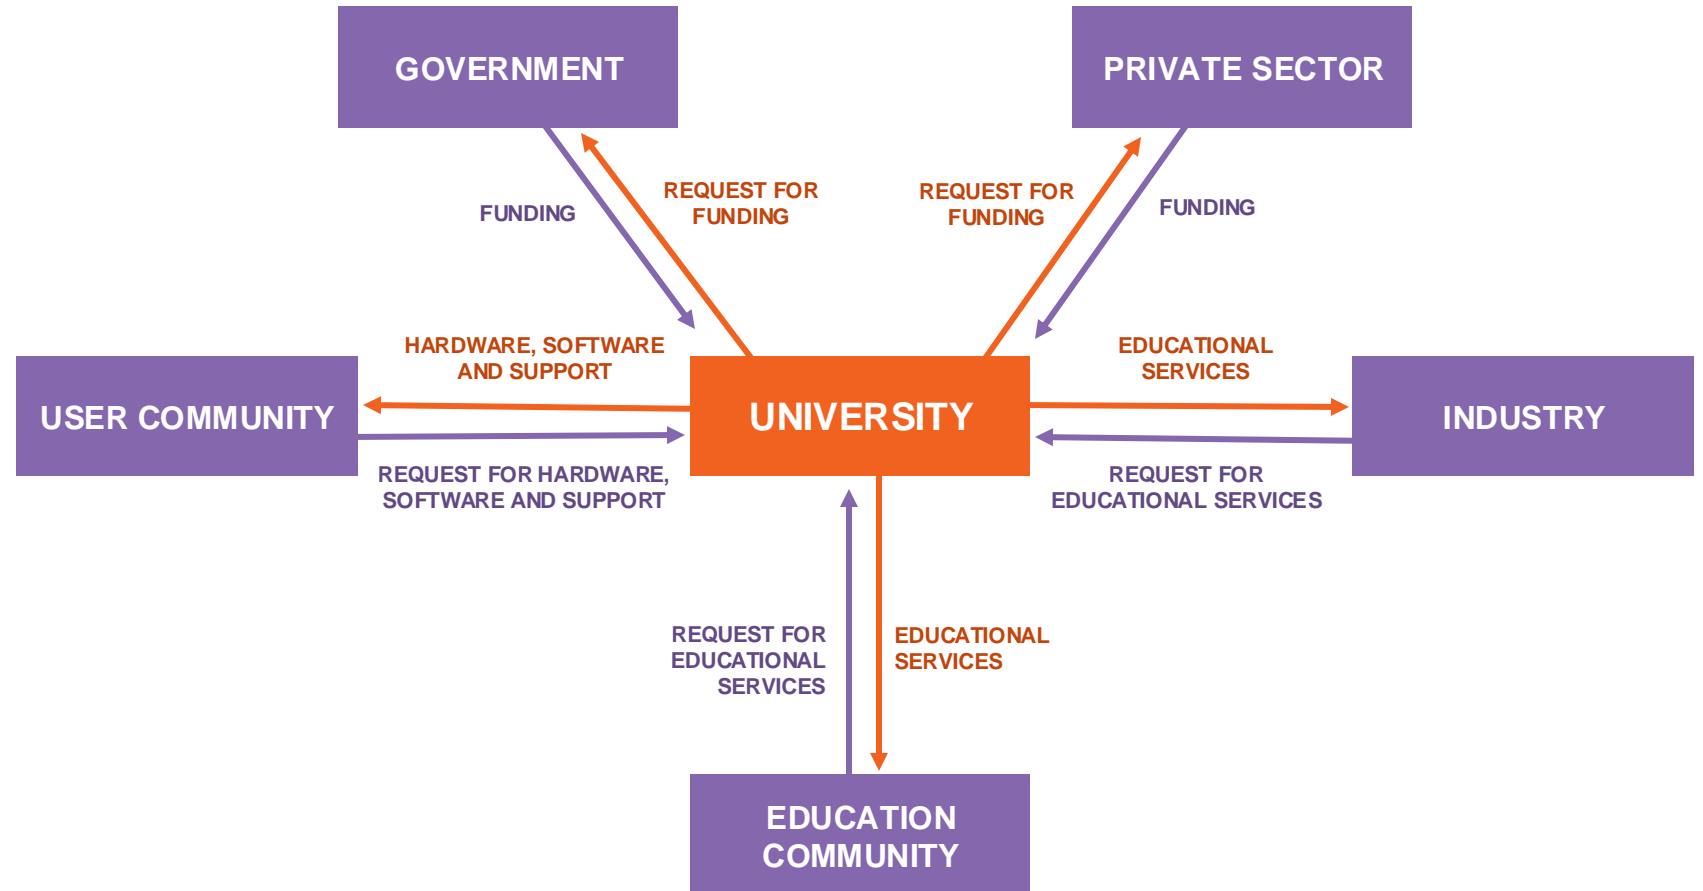 GOVERNMENT
PRIVATE SECTOR
REQUEST FOR
FUNDING
FUNDING
REQUEST FOR
FUNDING
FUNDING
HARDWARE, SOFTWARE
AND SUPPORT
EDUCATIONAL
SERVICES
USER COMMUNITY
UNIVERSITY
INDUSTRY
REQUEST FOR HARDWARE,
SOFTWARE AND SUPPORT
REQUEST FOR
EDUCATIONAL SERVICES
REQUEST FOR
EDUCATIONAL
SERVICES
EDUCATIONAL
SERVICES
EDUCATION
COMMUNITY